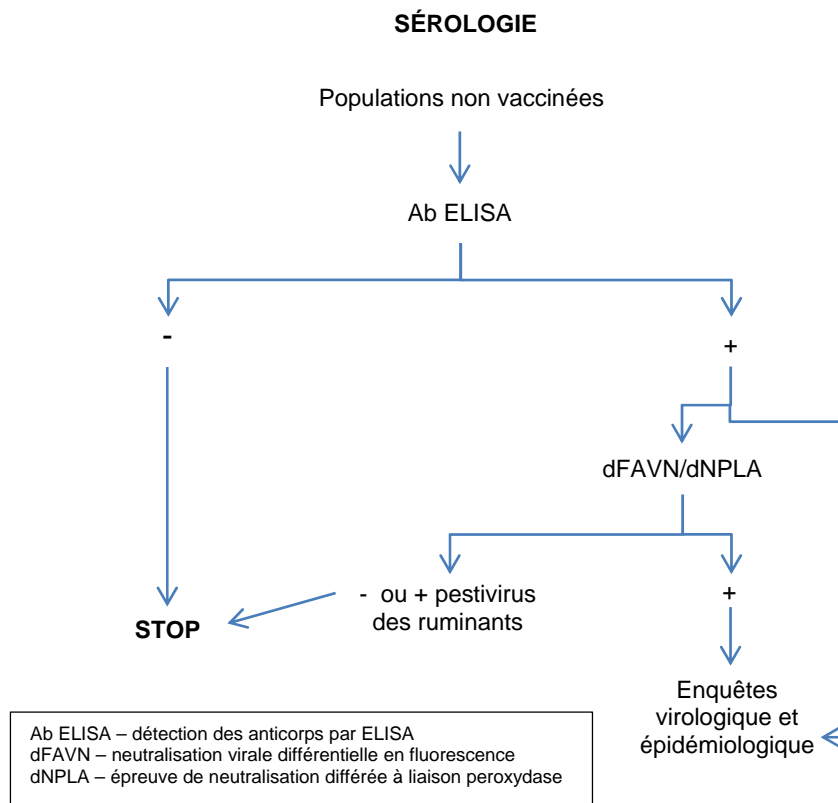 SÉROLOGIE
Populations non vaccinées
Ab ELISA
-
+
dFAVN/dNPLA
- ou + pestivirus
des ruminants
+
STOP
Enquêtes
virologique et
épidémiologique
Ab ELISA – détection des anticorps par ELISA
dFAVN – neutralisation virale différentielle en fluorescence
dNPLA – épreuve de neutralisation différée à liaison peroxydase